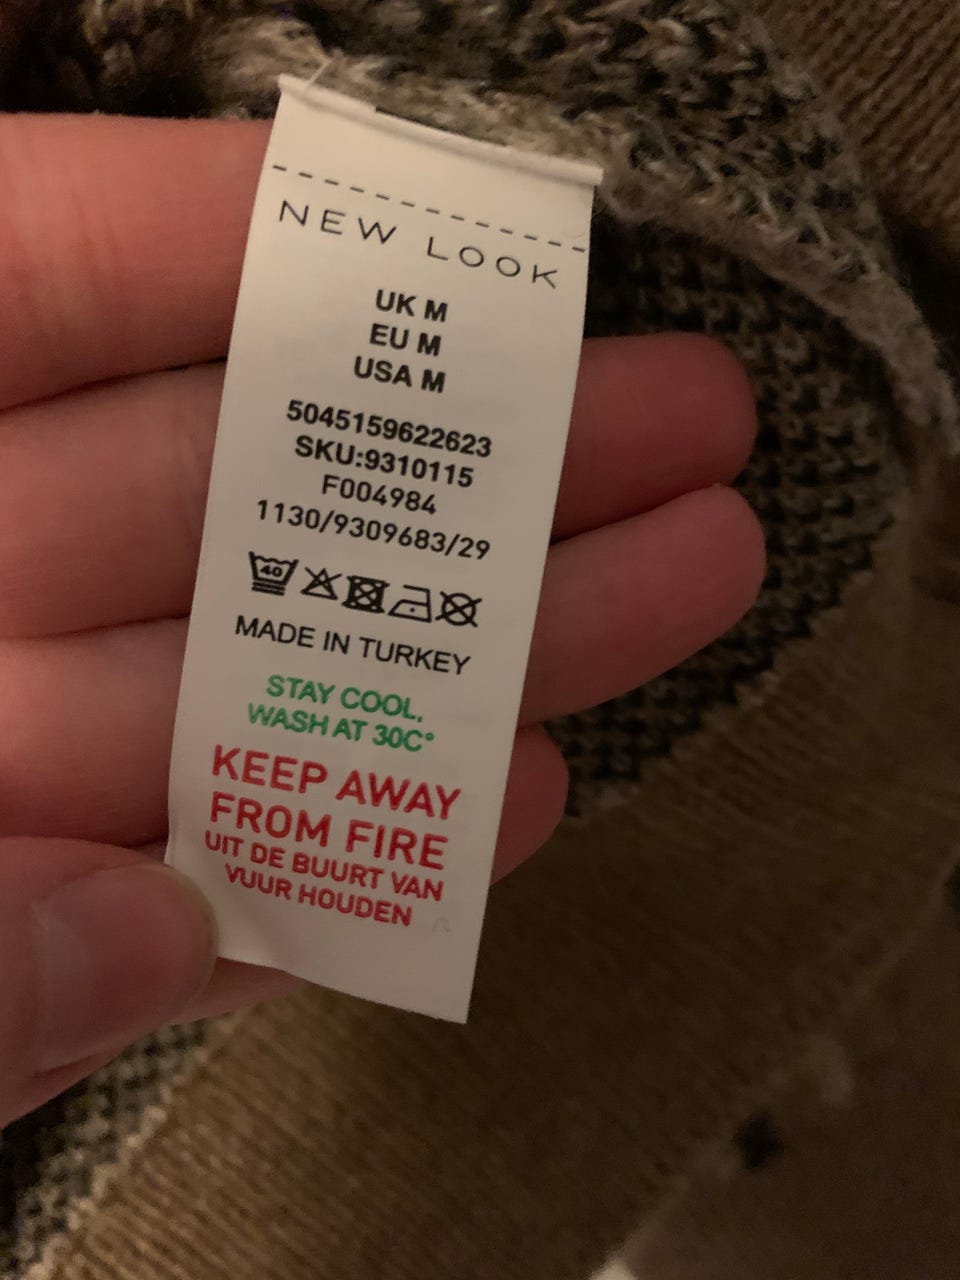 NEW LOOK
UK M
EU M
USA M
5045159622623
SKU:9310115
F004984
1130/9309683/29
40
MADE IN TURKEY
STAY COOL,
WASH AT 30C°
KEEP AWAY
FROM FIRE
UIT DE BUURT VAN
VUUR HOUDEN